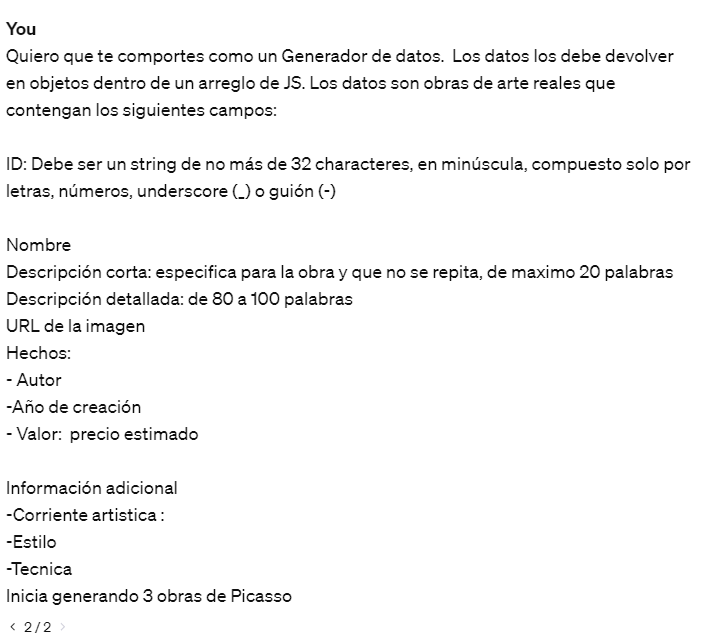 You
Quiero que te comportes como un Generador de datos.  Los datos los debe devolver
en objetos dentro de un arreglo de JS. Los datos son obras de arte reales que
contengan los siguientes campos:
ID: Debe ser un string de no más de 32 characteres, en minúscula, compuesto solo por
letras, números, underscore (_) o guión (-)
Nombre
Descripción corta: especifica para la obra y que no se repita, de maximo 20 palabras
Descripción detallada: de 80 a 100 palabras
URL de la imagen
Hechos:
- Autor
-Año de creación
- Valor:  precio estimado
Información adicional
-Corriente artistica :
-Estilo
-Tecnica
Inicia generando 3 obras de Picasso
< 2 / 2 >